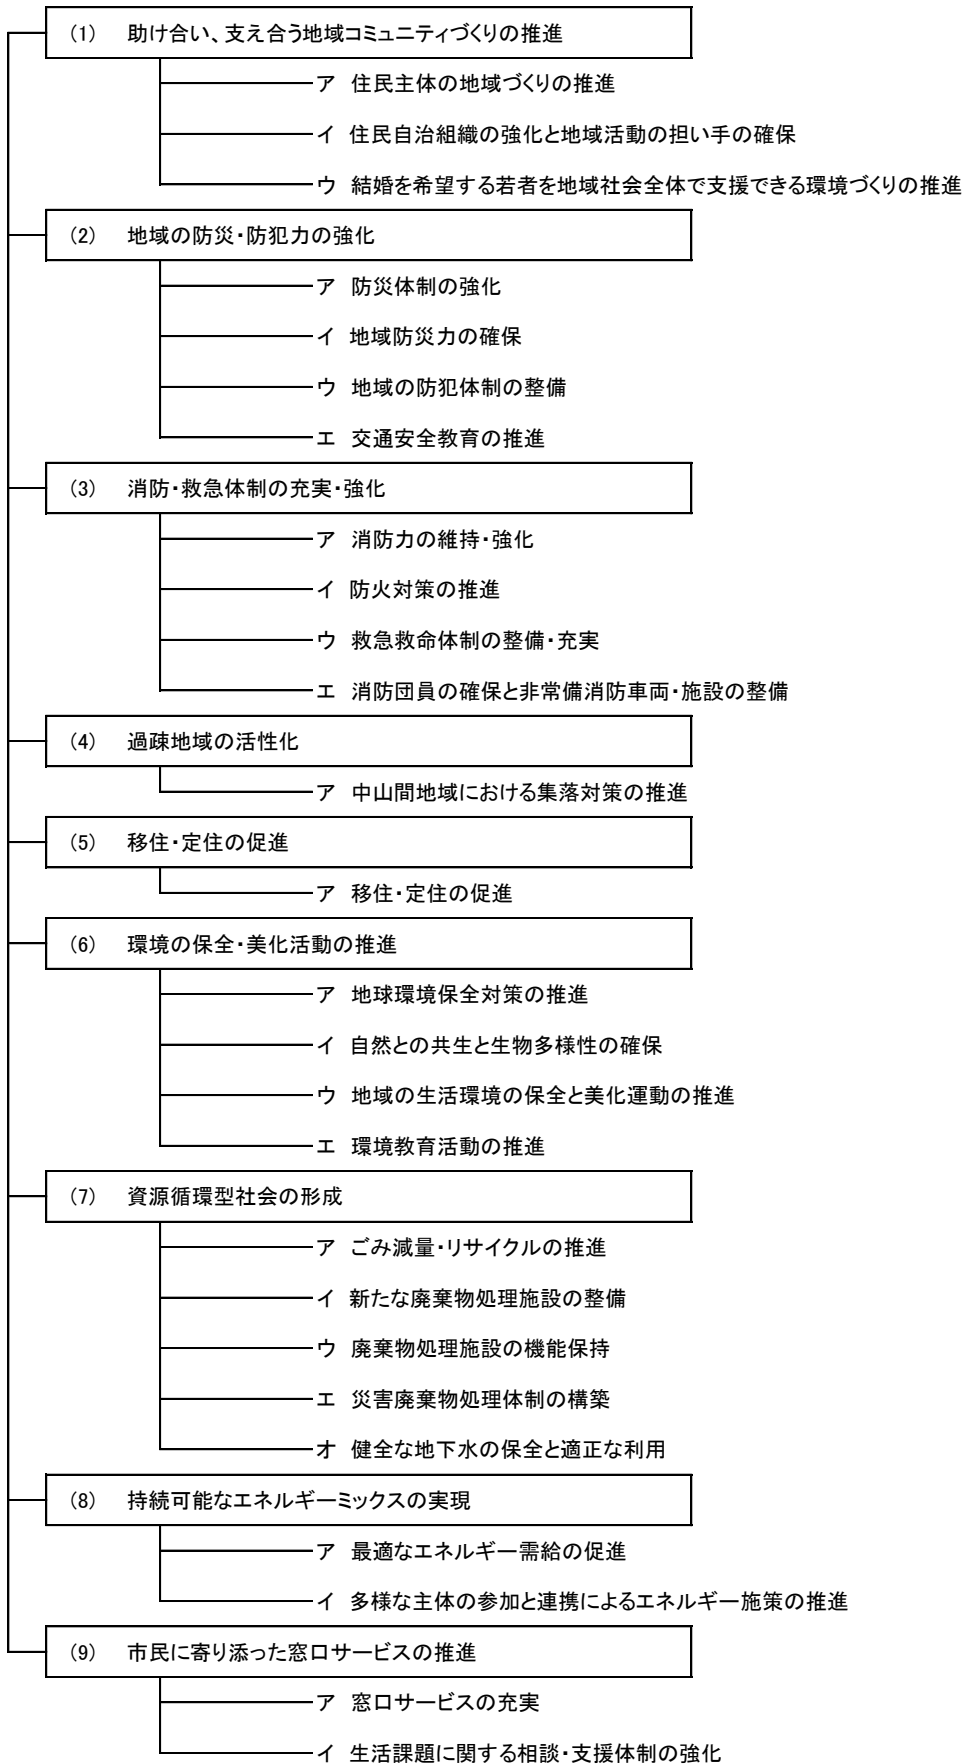 (1) 助け合い、支え合う地域コミュニティづくりの推進
ア 住民主体の地域づくりの推進
イ 住民自治組織の強化と地域活動の担い手の確保
ウ 結婚を希望する若者を地域社会全体で支援できる環境づくりの推進
(2) 地域の防災・防犯力の強化
ア 防災体制の強化
イ 地域防災力の確保
ウ 地域の防犯体制の整備
エ 交通安全教育の推進
(3) 消防・救急体制の充実・強化
ア 消防力の維持・強化
イ 防火対策の推進
ウ 救急救命体制の整備・充実
エ 消防団員の確保と非常備消防車両・施設の整備
(4) 過疎地域の活性化
ア 中山間地域における集落対策の推進
(5) 移住・定住の促進
ア 移住・定住の促進
(6) 環境の保全・美化活動の推進
ア 地球環境保全対策の推進
イ 自然との共生と生物多様性の確保
ウ 地域の生活環境の保全と美化運動の推進
エ 環境教育活動の推進
(7) 資源循環型社会の形成
ア ごみ減量・リサイクルの推進
イ 新たな廃棄物処理施設の整備
ウ 廃棄物処理施設の機能保持
エ 災害廃棄物処理体制の構築
オ 健全な地下水の保全と適正な利用
(8) 持続可能なエネルギーミックスの実現
ア 最適なエネルギー需給の促進
イ 多様な主体の参加と連携によるエネルギー施策の推進
(9) 市民に寄り添った窓口サービスの推進
ア 窓口サービスの充実
イ 生活課題に関する相談・支援体制の強化